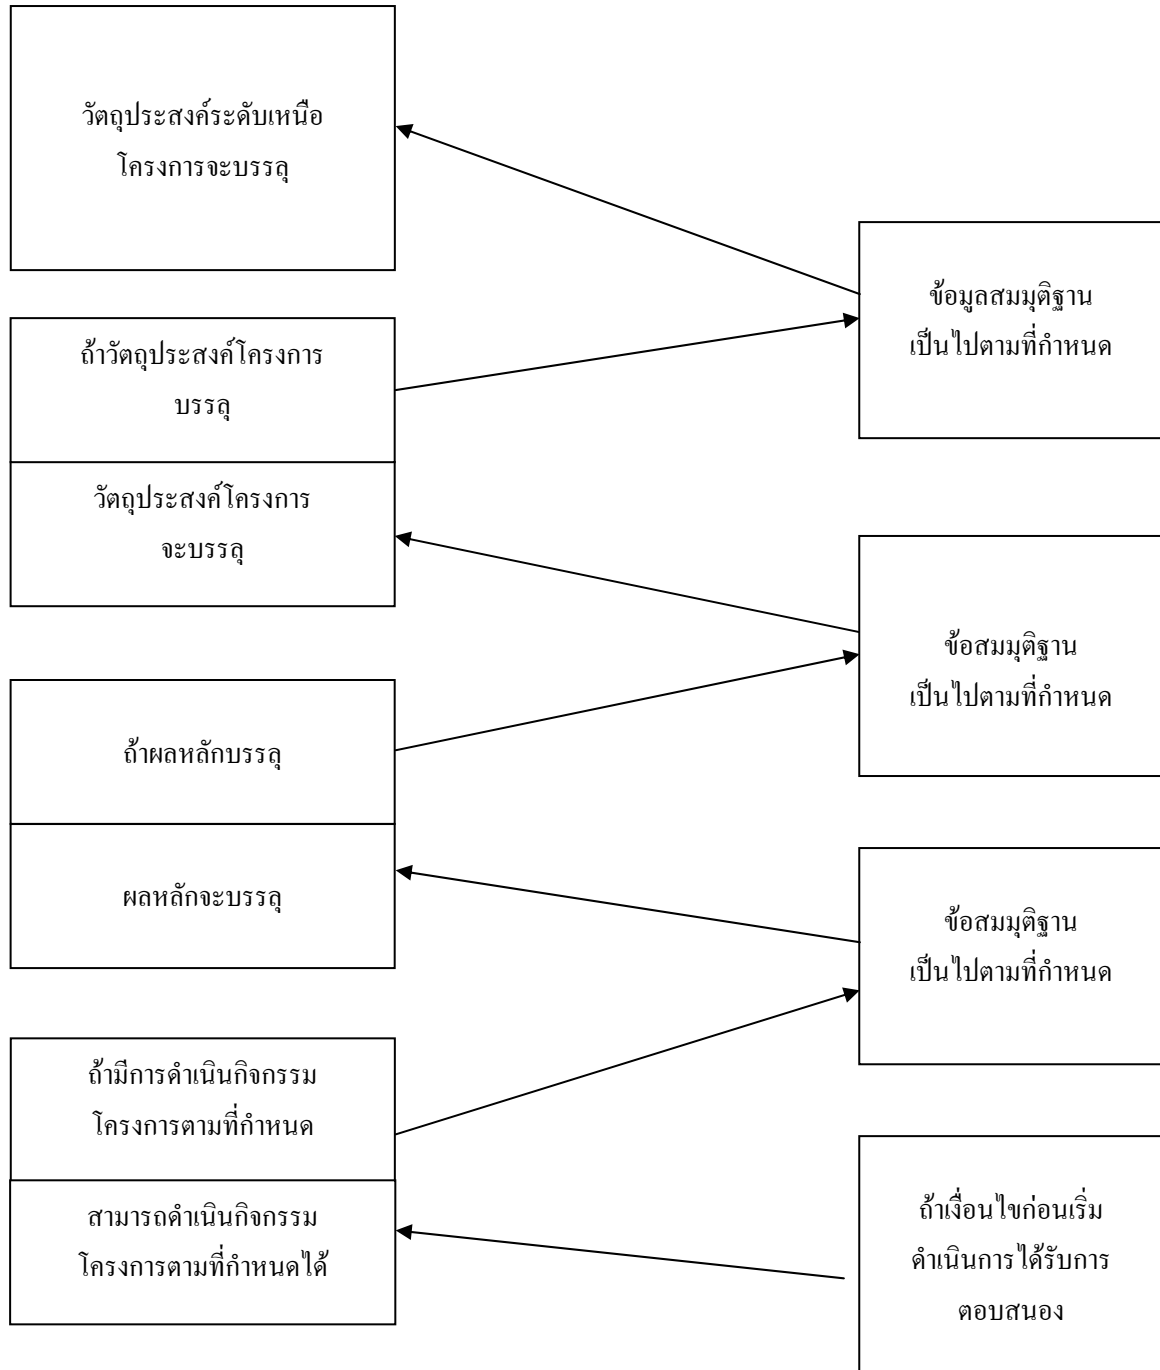 วัตถุประสงค์ระดับเหนือ
โครงการจะบรรลุ
ข้อมูลสมมุติฐาน
เป็นไปตามที่กำหนด
ถ้าวัตถุประสงค์โครงการ
บรรลุ
วัตถุประสงค์โครงการ
จะบรรลุ
ข้อสมมุติฐาน
เป็นไปตามที่กำหนด
ถ้าผลหลักบรรลุ
ผลหลักจะบรรลุ
ข้อสมมุติฐาน
เป็นไปตามที่กำหนด
ถ้ามีการดำเนินกิจกรรม
โครงการตามที่กำหนด
สามารถดำเนินกิจกรรม
โครงการตามที่กำหนดได้
ถ้าเงื่อนไขก่อนเริ่ม
ดำเนินการได้รับการ
ตอบสนอง